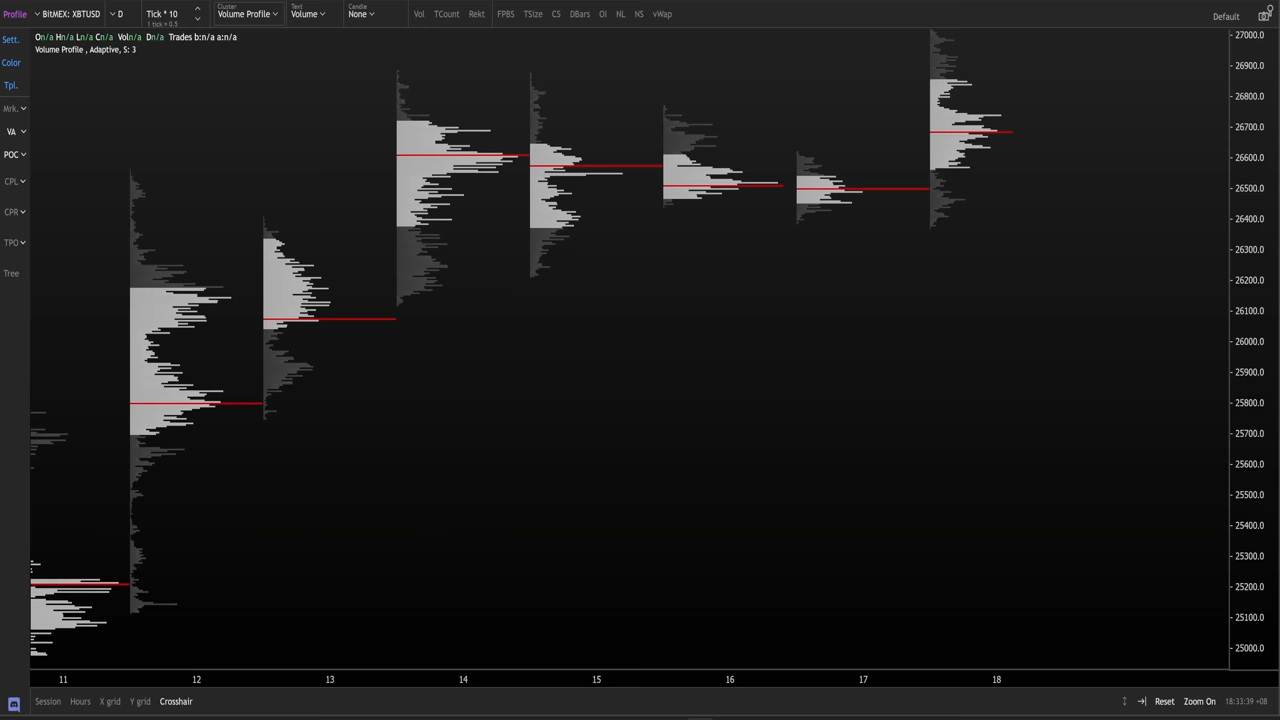 Profile BitMEX: XBTUSD D Tick * 10 1 tick = 0.5 Cluster Volume Profile Text Volume Candle None Vol TCount Rekt FPBS TSize CS DBars OI NL NS vWap Default
Sett.
Color
Tpl.
Mrk.
VA
POC
CPL
CPR
TPO
Tree
On/a Hn/a Ln/a Cn/a Voln/a Dn/a Trades b:n/a a:n/a
Volume Profile , Adaptive, S: 3
27000.0
26900.0
26800.0
26700.0
26600.0
26500.0
26400.0
26300.0
26200.0
26100.0
26000.0
25900.0
25800.0
25700.0
25600.0
25500.0
25400.0
25300.0
25200.0
25100.0
25000.0
11 12 13 14 15 16 17 18
Session Hours X grid Y grid Crosshair Reset Zoom On 18:33:39 +08